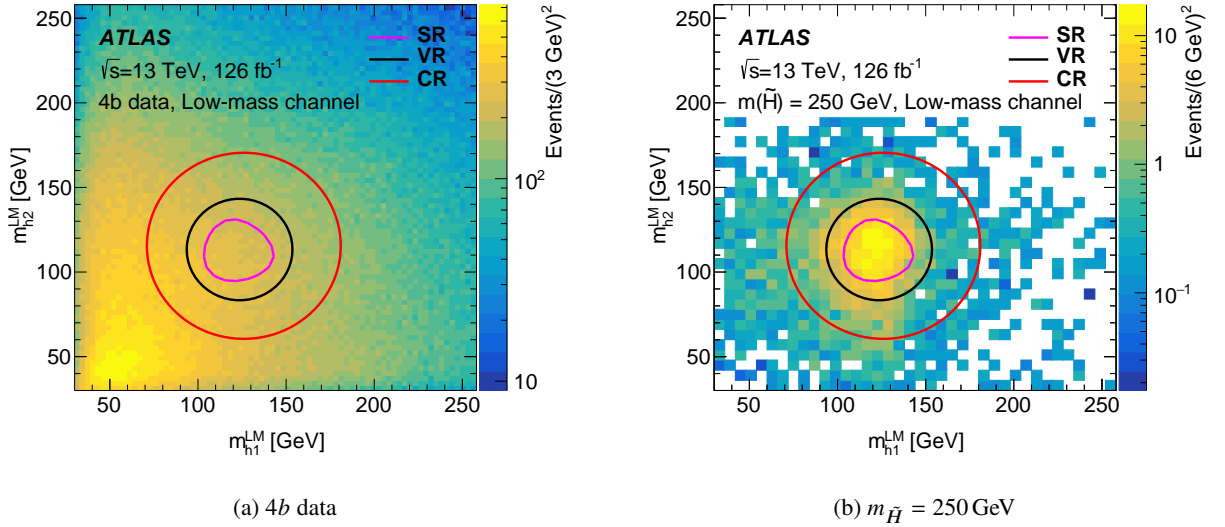 ATLAS
√s=13 TeV, 126 fb⁻¹
4b data, Low-mass channel
SR
VR
CR
250
200
150
100
50
50 100 150 200 250
m_h2^LM [GeV]
m_h1^LM [GeV]
10²
10
Events/(3 GeV)²
(a) 4b data
ATLAS
√s=13 TeV, 126 fb⁻¹
m(H̃) = 250 GeV, Low-mass channel
SR
VR
CR
250
200
150
100
50
50 100 150 200 250
m_h2^LM [GeV]
m_h1^LM [GeV]
10
1
10⁻¹
Events/(6 GeV)²
(b) m_H̃ = 250 GeV